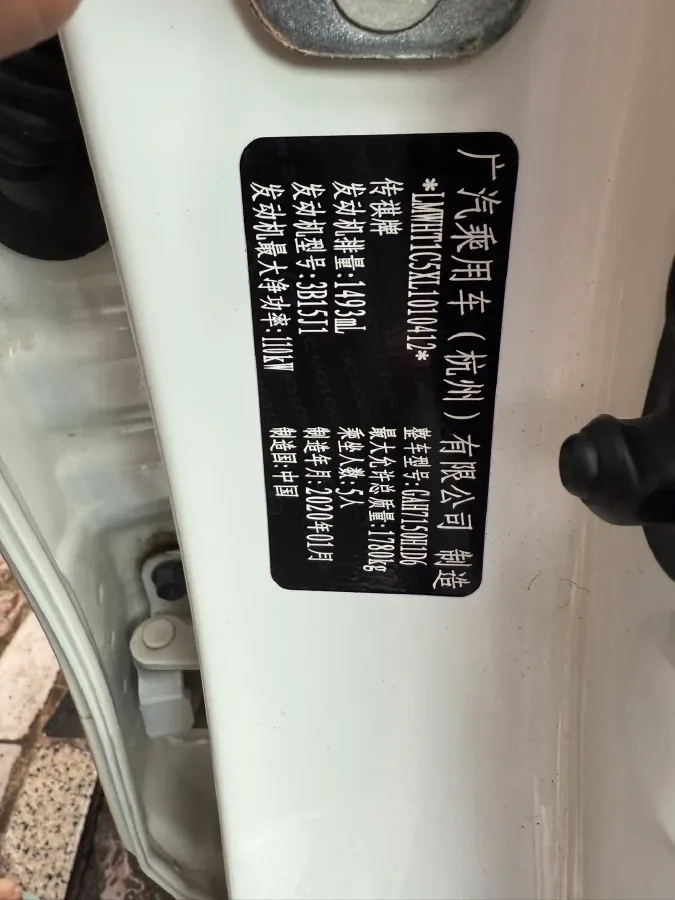 广汽乘用车（杭州）有限公司 制造
*LMWHT1C5XL1010412*
传祺牌 整车型号:GAH7150H1D6
发动机排量:1493mL 最大允许总质量:1780kg
发动机型号:3B15J1 乘坐人数:5人
发动机最大净功率:110kW 制造年月:2020年01月
制造国:中国